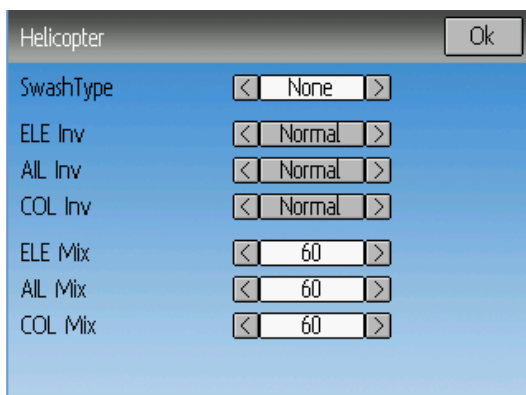 Helicopter Ok
SwashType < None >
ELE Inv < Normal >
AIL Inv < Normal >
COL Inv < Normal >
ELE Mix < 60 >
AIL Mix < 60 >
COL Mix < 60 >